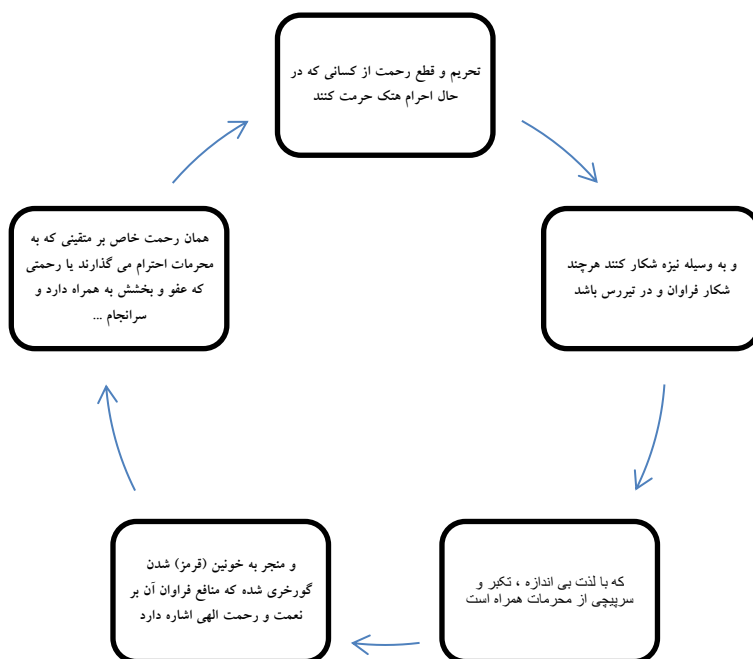 تحریم و قطع رحمت از کسانی که در
حال احرام هتک حرمت کنند
و به وسیله نیزه شکار کنند هرچند
شکار فراوان و در تیررس باشد
که با لذت بی اندازه ، تکبر و
سرپیچی از محرمات همراه است
و منجر به خونین (قرمز) شدن
گورخری شده که منافع فراوان آن بر
نعمت و رحمت الهی اشاره دارد
همان رحمت خاص بر متقینی که به
محرمات احترام می گذارند یا رحمتی
که عفو و بخشش به همراه دارد و
سرانجام ...